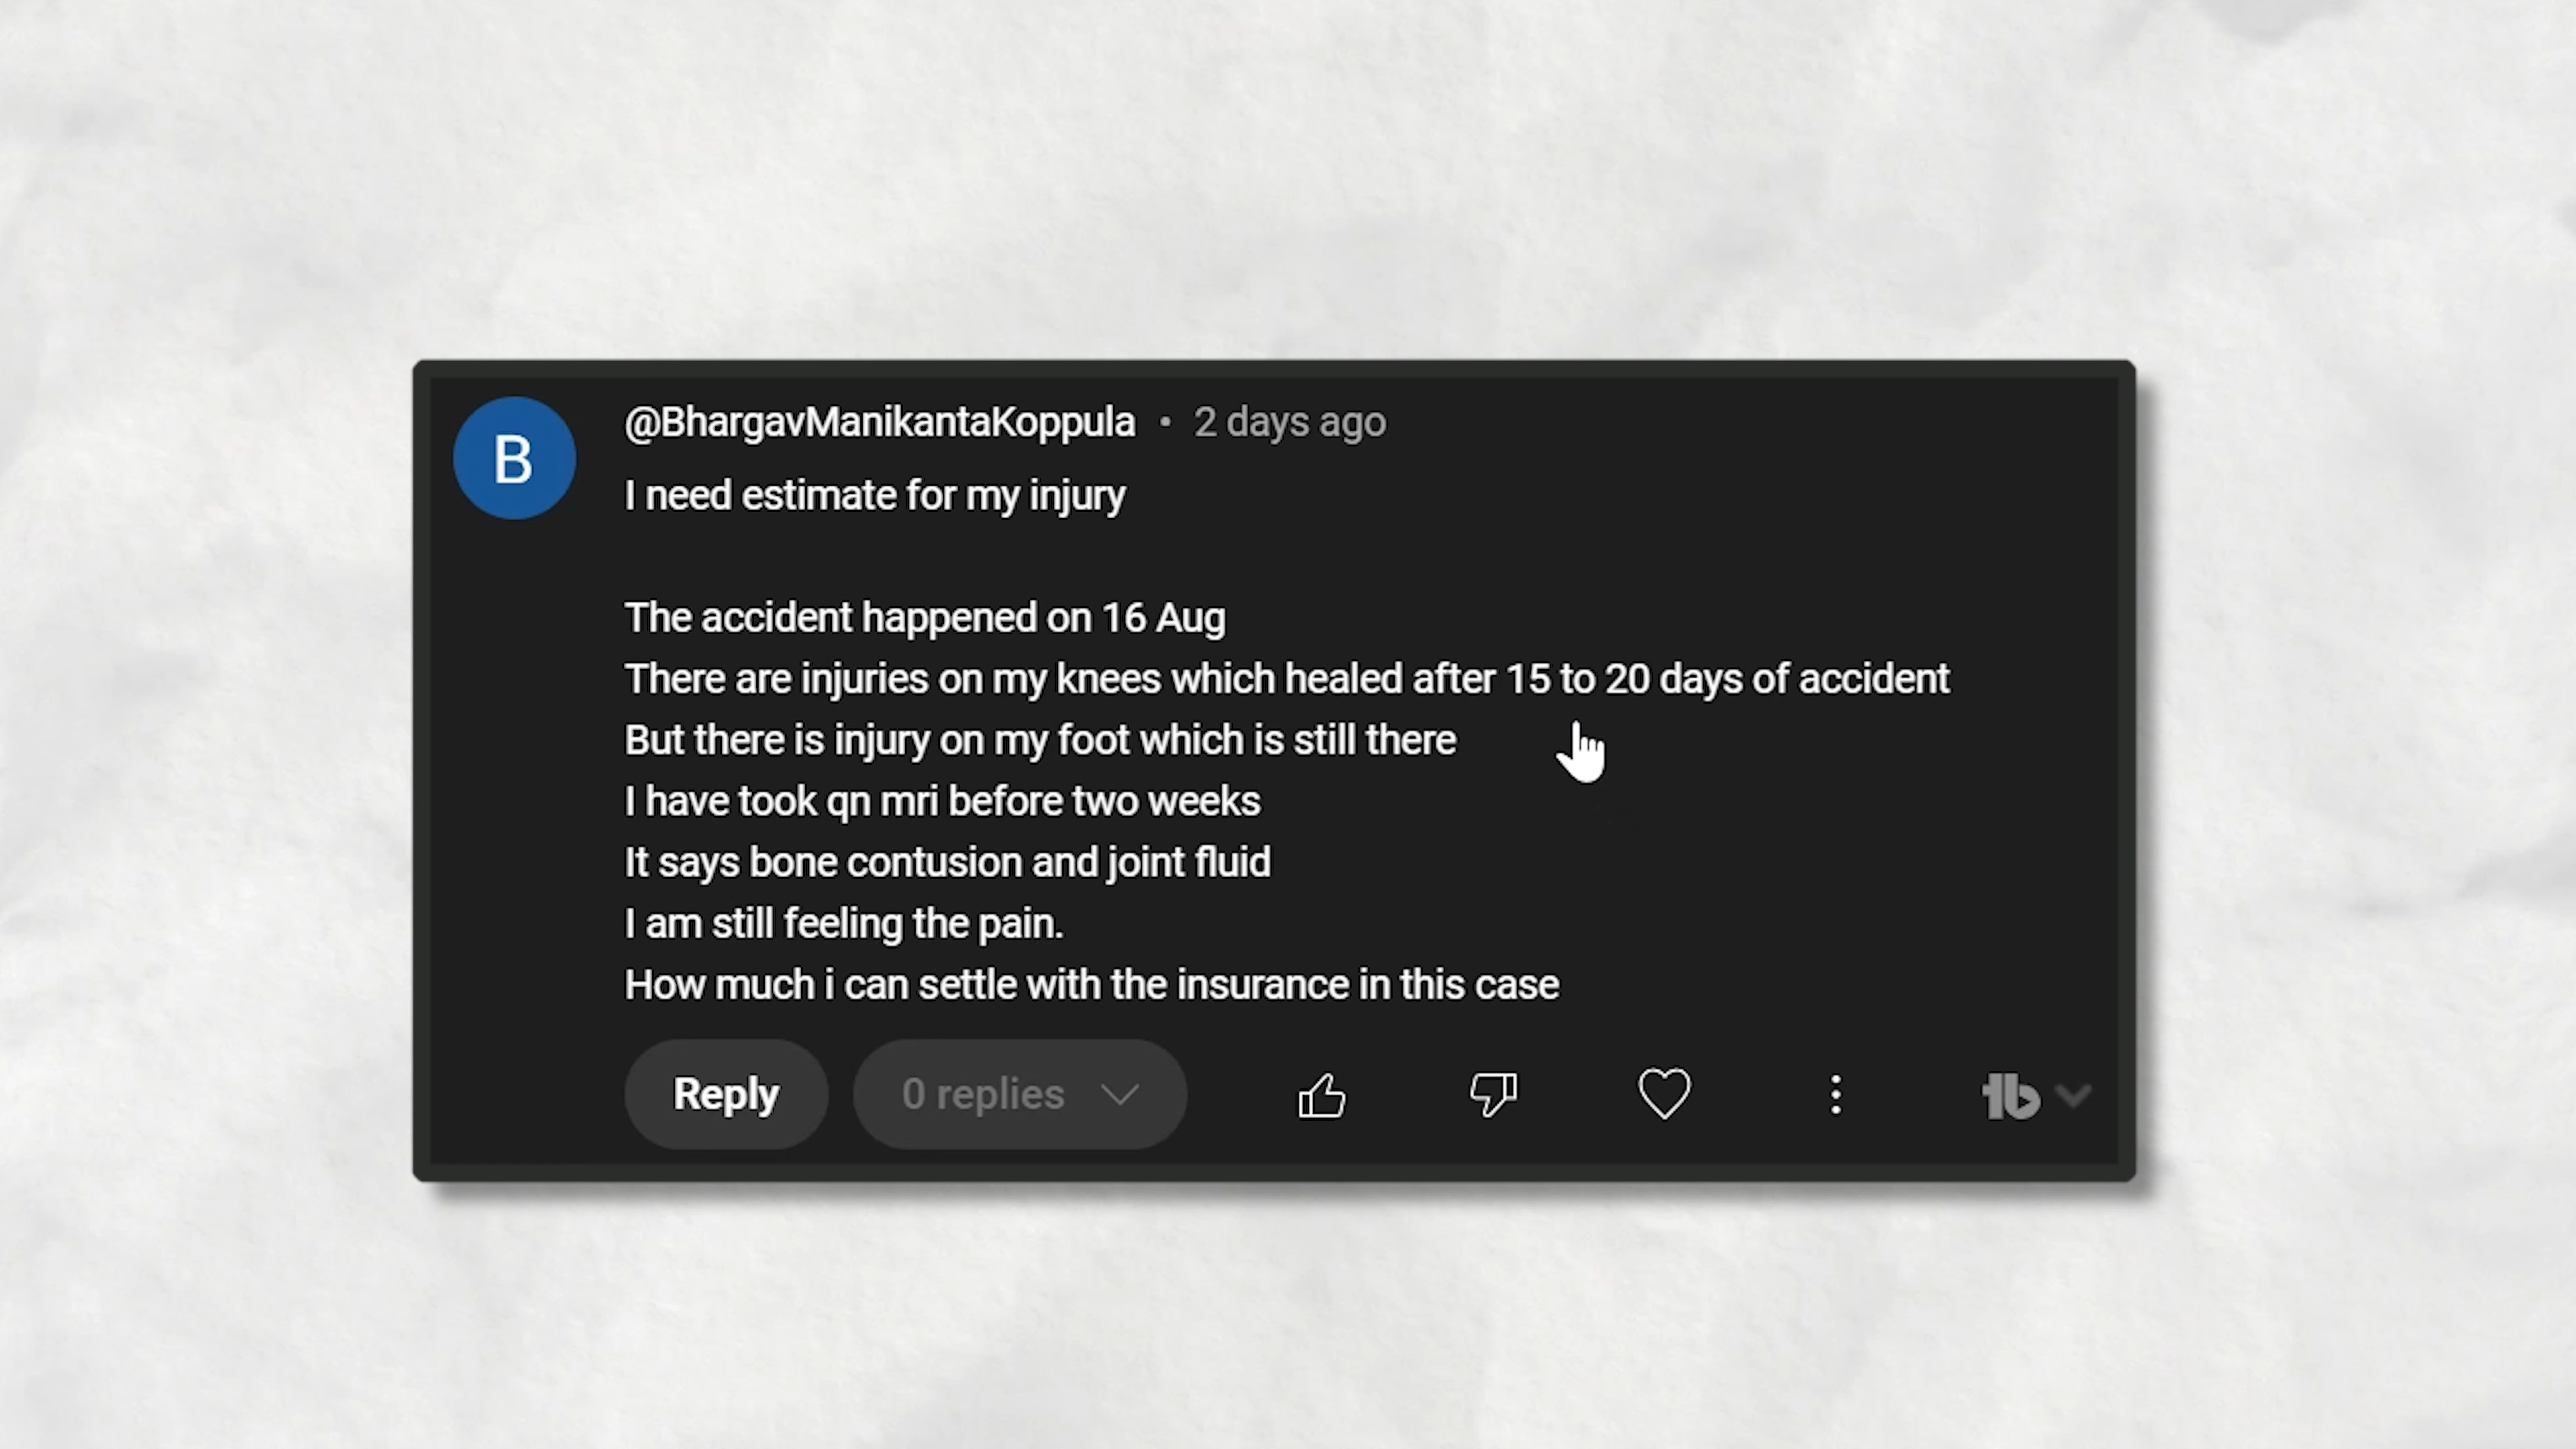 B
@BhargavManikantaKoppula • 2 days ago
I need estimate for my injury
The accident happened on 16 Aug
There are injuries on my knees which healed after 15 to 20 days of accident
But there is injury on my foot which is still there
I have took qn mri before two weeks
It says bone contusion and joint fluid
I am still feeling the pain.
How much i can settle with the insurance in this case
Reply 0 replies
tb